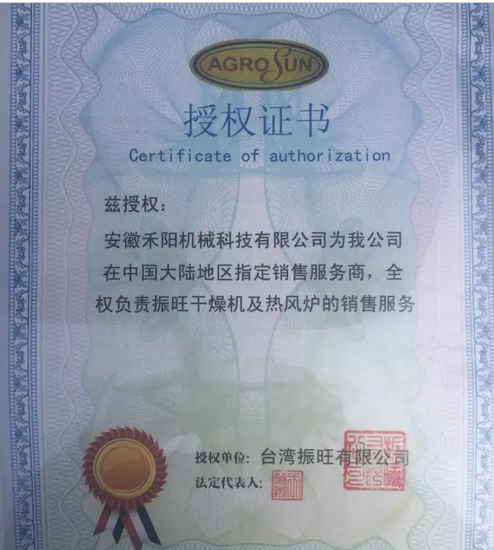 AGROSUN
授权证书
Certificate of authorization
兹授权：
安徽禾阳机械科技有限公司为我公司
在中国大陆地区指定销售服务商，全
权负责振旺干燥机及热风炉的销售服务
授权单位：台湾振旺有限公司
法定代表人：